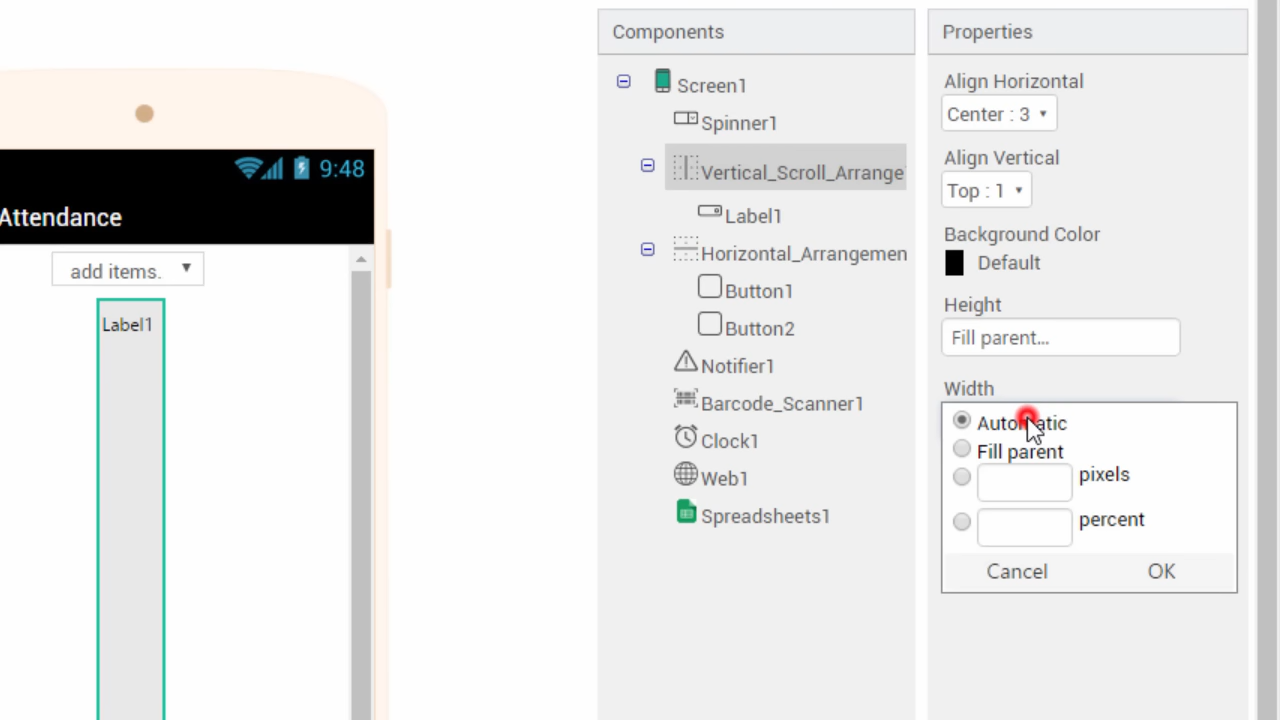 9:48
Attendance
add items.
Label1
Components
Screen1
Spinner1
Vertical_Scroll_Arrange
Label1
Horizontal_Arrangemen
Button1
Button2
Notifier1
Barcode_Scanner1
Clock1
Web1
Spreadsheets1
Properties
Align Horizontal
Center : 3
Align Vertical
Top : 1
Background Color
Default
Height
Fill parent...
Width
Automatic
Fill parent
pixels
percent
Cancel OK